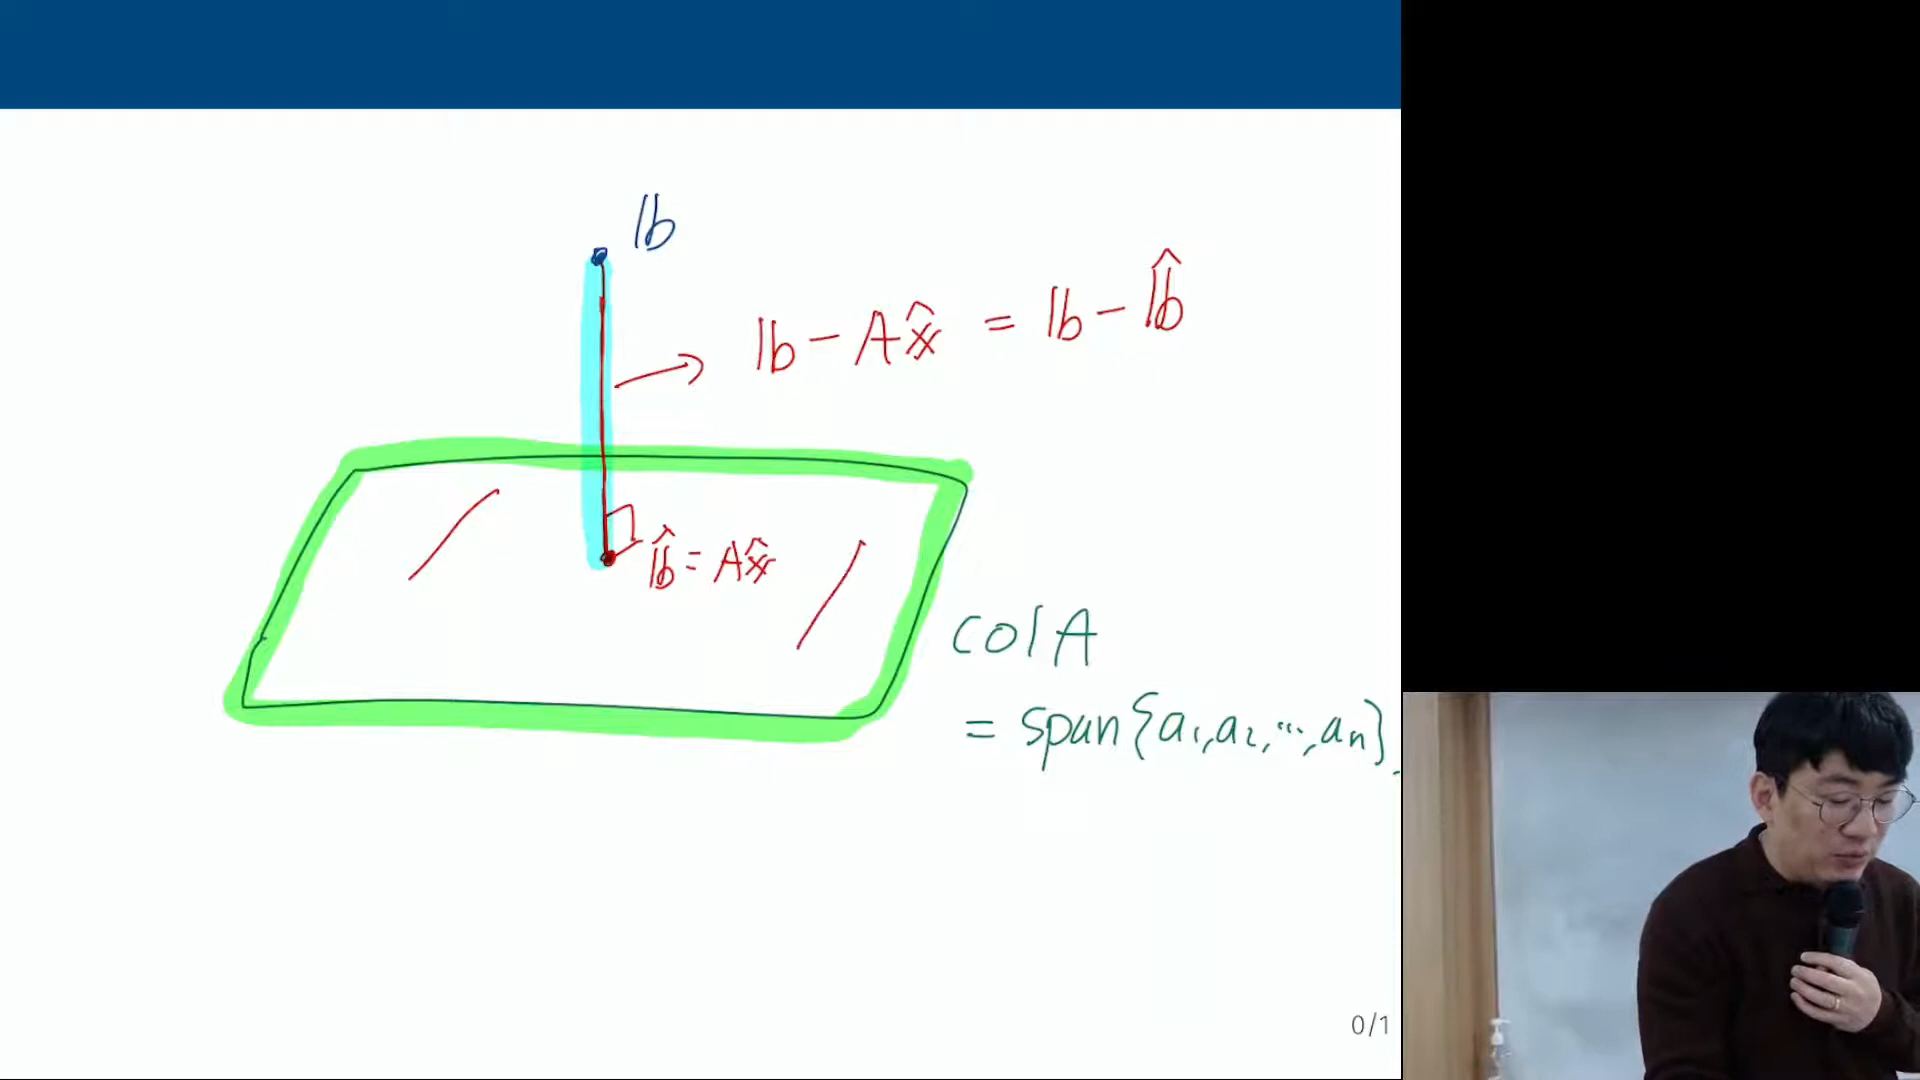 𝕓
𝕓 - A𝕩̂ = 𝕓 - 𝕓̂
𝕓̂ = A𝕩̂
col A
= span{a₁, a₂, ..., aₙ}.
0/1